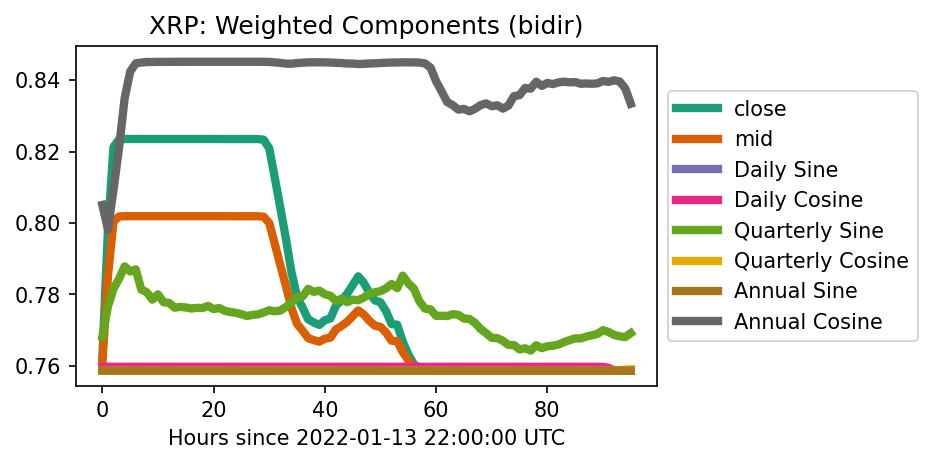 XRP: Weighted Components (bidir)
0.84
0.82
0.80
0.78
0.76
0
20
40
60
80
Hours since 2022-01-13 22:00:00 UTC
close
mid
Daily Sine
Daily Cosine
Quarterly Sine
Quarterly Cosine
Annual Sine
Annual Cosine